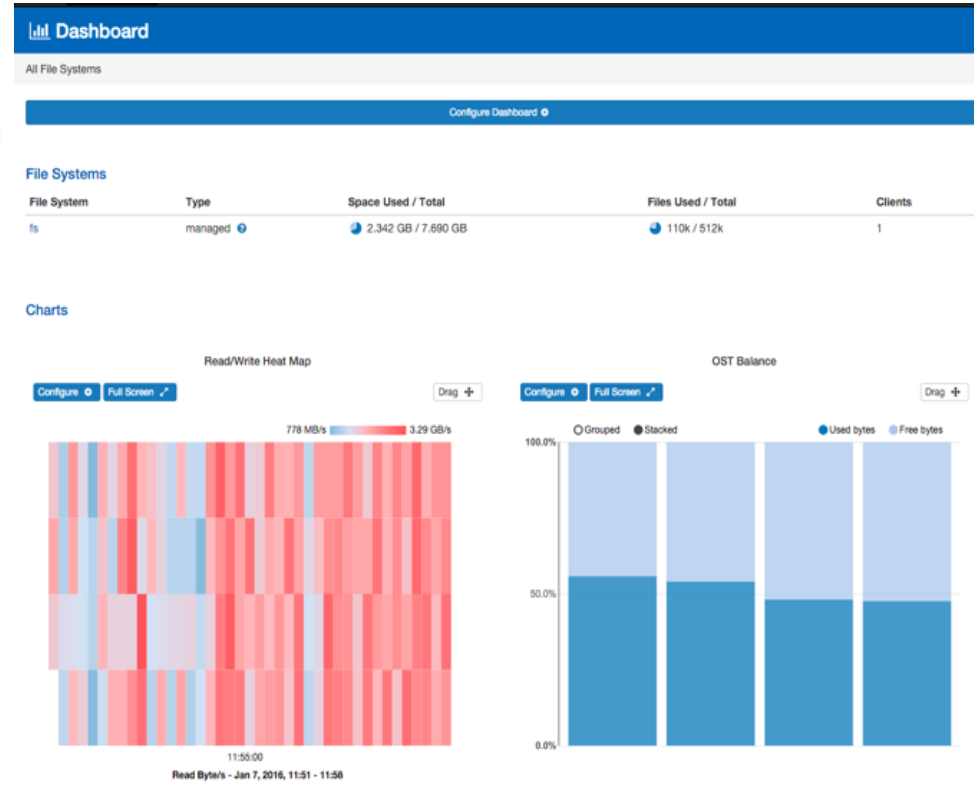 Dashboard
All File Systems
Configure Dashboard
File Systems
File System Type Space Used / Total Files Used / Total Clients
fs managed 2.342 GB / 7.690 GB 110k / 512k 1
Charts
Read/Write Heat Map
Configure Full Screen Drag
778 MB/s 3.29 GB/s
11:55:00
Read Byte/s - Jan 7, 2016, 11:51 - 11:58
OST Balance
Configure Full Screen Drag
Grouped Stacked Used bytes Free bytes
100.0%
50.0%
0.0%